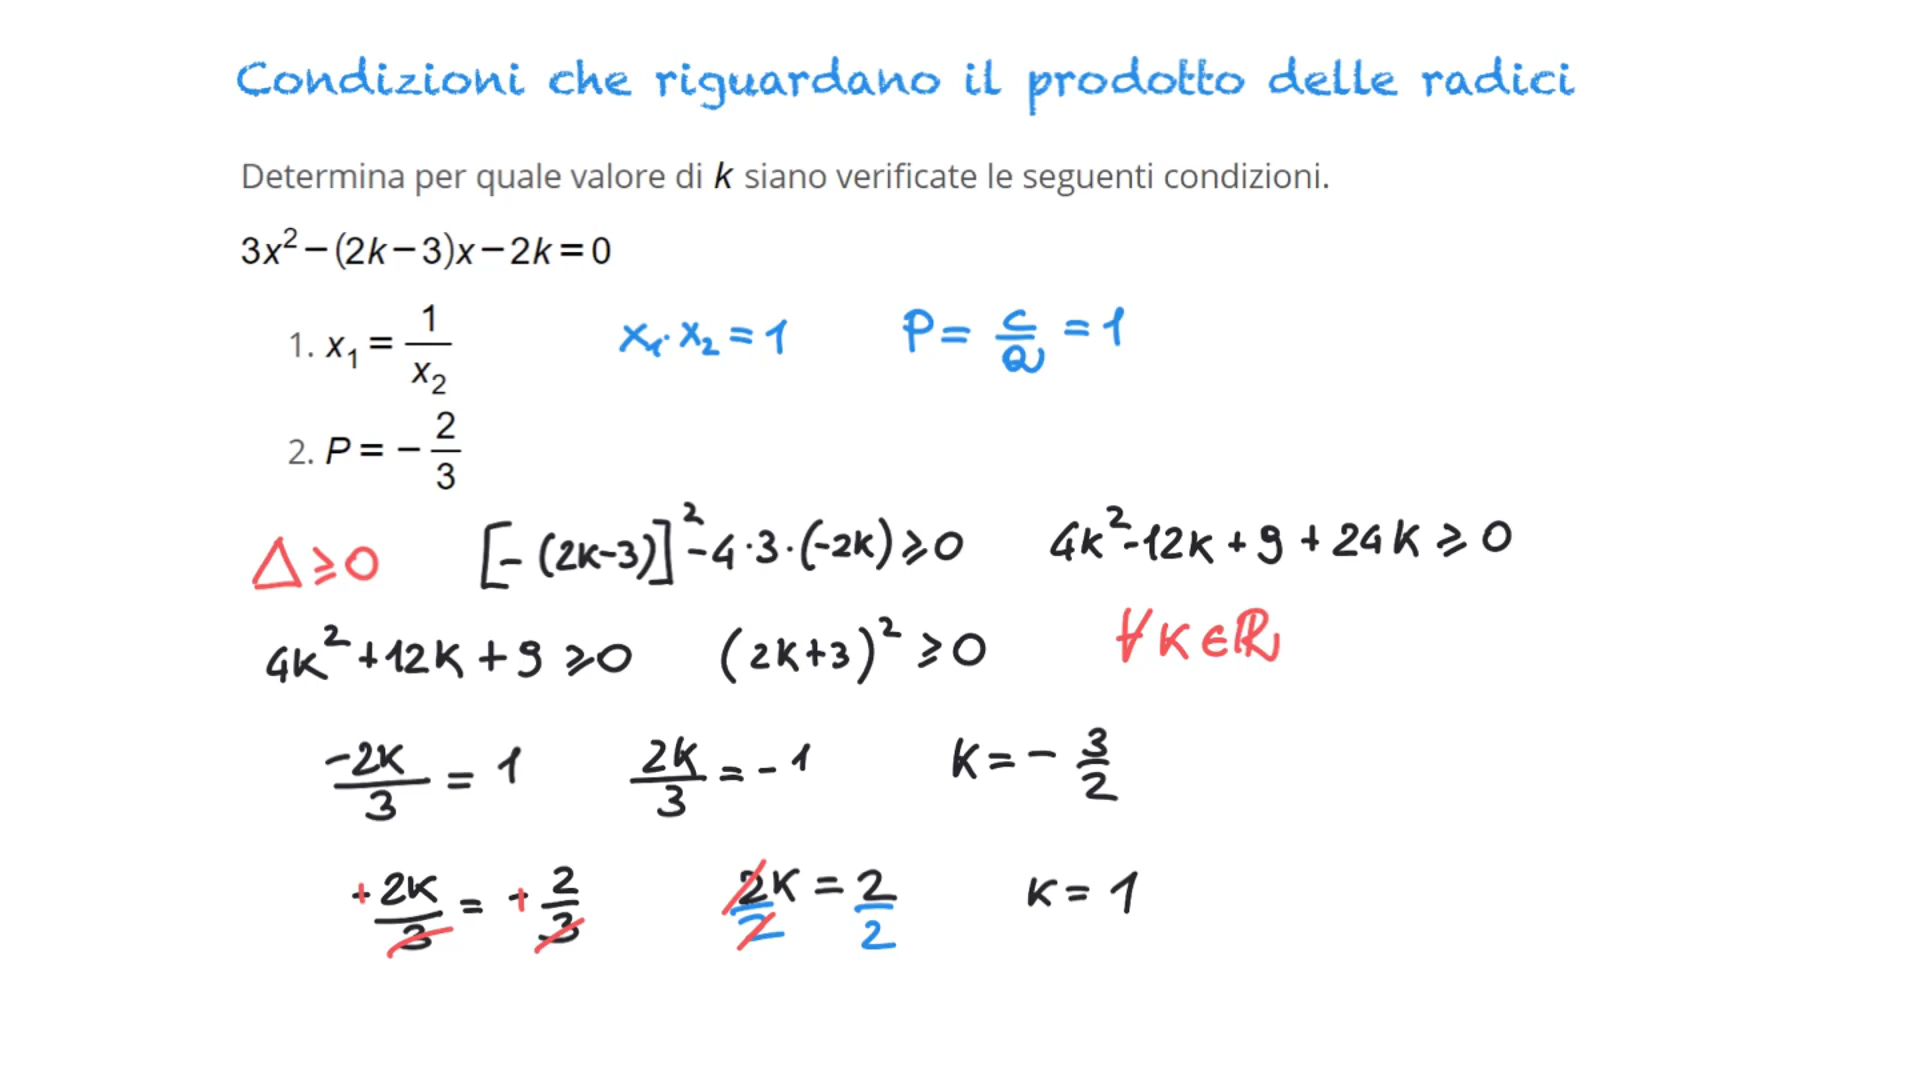 Condizioni che riguardano il prodotto delle radici
Determina per quale valore di k siano verificate le seguenti condizioni.
3x² − (2k − 3)x − 2k = 0
1. x₁ = 1/x₂    x₁ · x₂ = 1    P = c/a = 1
2. P = − 2/3
Δ ⩾ 0    [− (2k−3)]² − 4 · 3 · (−2k) ⩾ 0    4k² − 12k + 9 + 24k ⩾ 0
4k² + 12k + 9 ⩾ 0    (2k+3)² ⩾ 0    ∀ k ∈ ℝ
−2k/3 = 1    2k/3 = − 1    k = − 3/2
+ 2k/3 = + 2/3    2k/2 = 2/2    k = 1